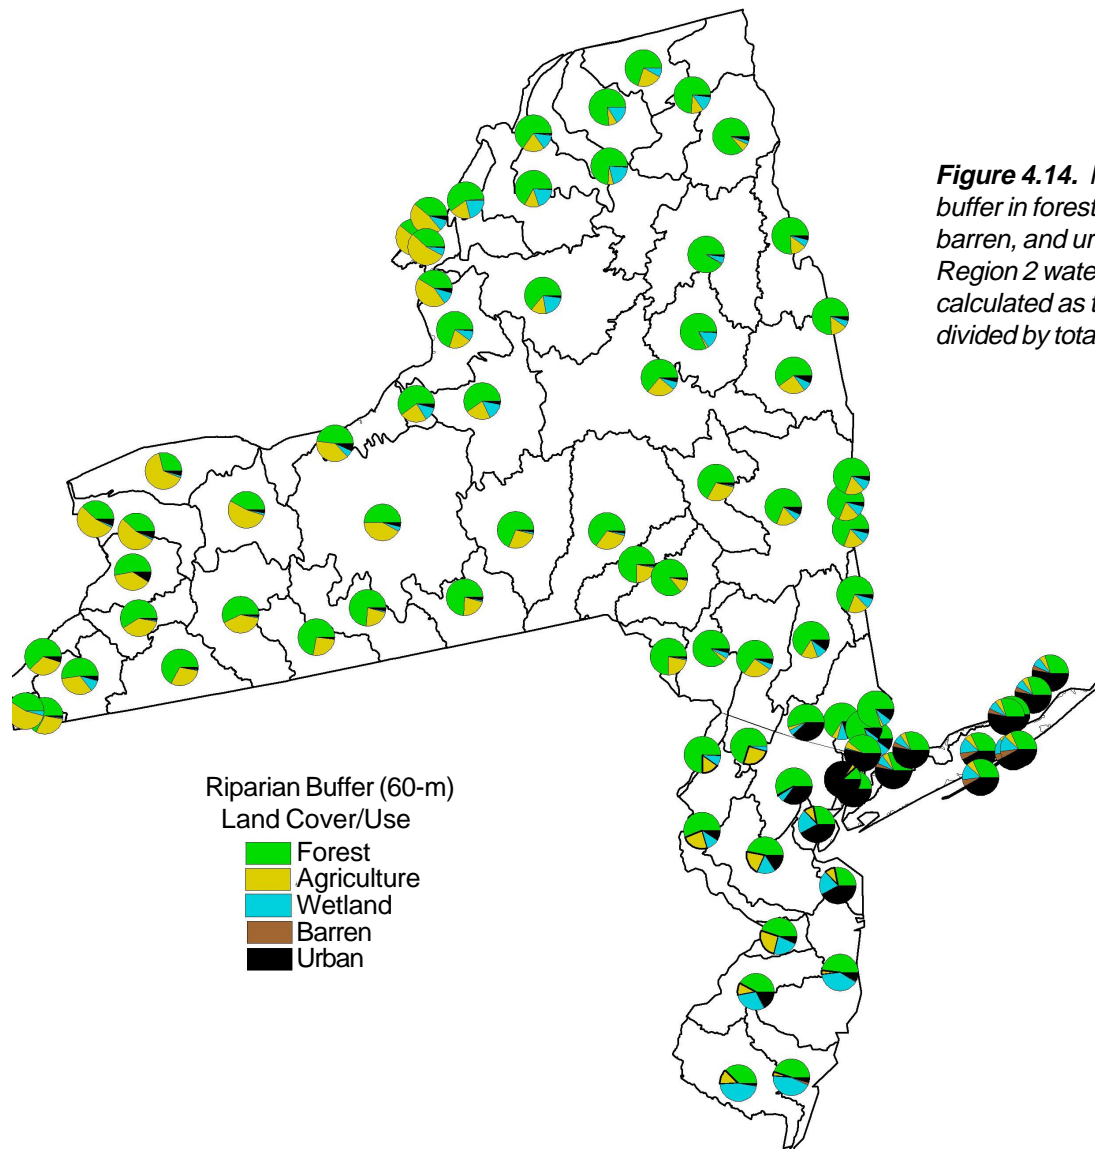 Figure 4.14.
buffer in forest
barren, and ur
Region 2 wate
calculated as t
divided by tota
Riparian Buffer (60-m)
Land Cover/Use
Forest
Agriculture
Wetland
Barren
Urban